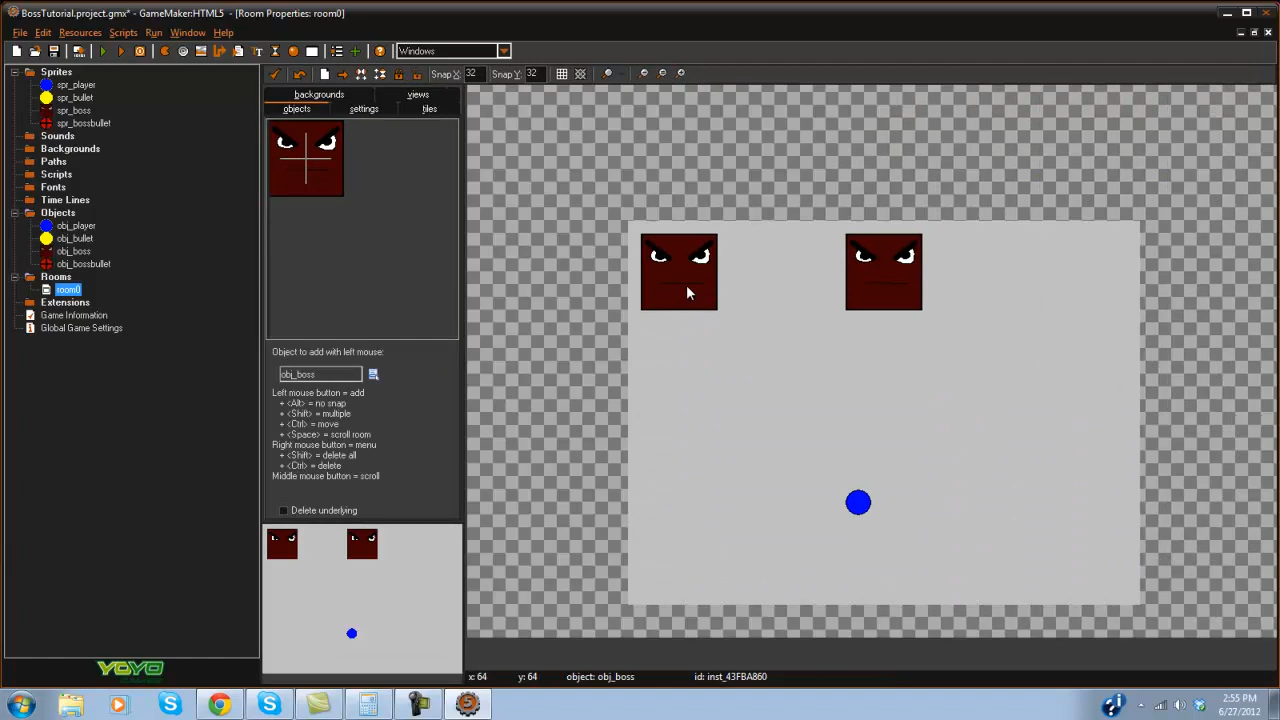 BossTutorial.project.gmx* - GameMaker:HTML5 - [Room Properties: room0]
File Edit Resources Scripts Run Window Help
Windows
Sprites
spr_player
spr_bullet
spr_boss
spr_bossbullet
Sounds
Backgrounds
Paths
Scripts
Fonts
Time Lines
Objects
obj_player
obj_bullet
obj_boss
obj_bossbullet
Rooms
room0
Extensions
Game Information
Global Game Settings
YOYO
Snap X: 32 Snap Y: 32
backgrounds views
objects settings tiles
Object to add with left mouse:
obj_boss
Left mouse button = add
+ <Alt> = no snap
+ <Shift> = multiple
+ <Ctrl> = move
+ <Space> = scroll room
Right mouse button = menu
+ <Shift> = delete all
+ <Ctrl> = delete
Middle mouse button = scroll
Delete underlying
x: 64 y: 64 object: obj_boss id: inst_43FBA860
2:55 PM
6/27/2012